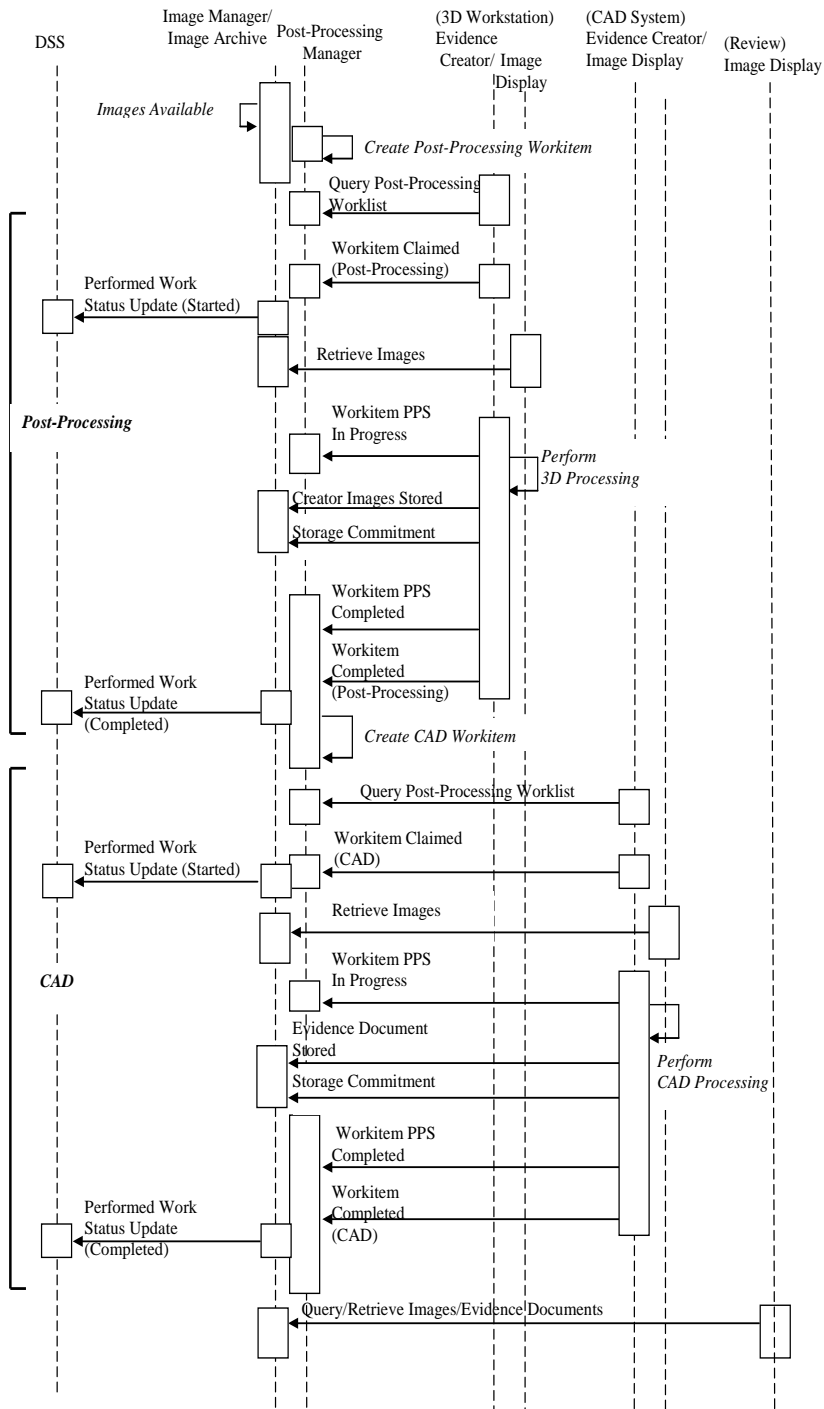 DSS
Image Manager/
Image Archive
Post-Processing
Manager
(3D Workstation)
Evidence
Creator/ Image
Display
(CAD System)
Evidence Creator/
Image Display
(Review)
Image Display
Images Available
Create Post-Processing Workitem
Query Post-Processing
Worklist
Workitem Claimed
(Post-Processing)
Performed Work
Status Update (Started)
Retrieve Images
Post-Processing
Workitem PPS
In Progress
Perform
3D Processing
Creator Images Stored
Storage Commitment
Workitem PPS
Completed
Workitem
Completed
(Post-Processing)
Performed Work
Status Update
(Completed)
Create CAD Workitem
Query Post-Processing Worklist
Workitem Claimed
(CAD)
Performed Work
Status Update (Started)
Retrieve Images
Workitem PPS
In Progress
CAD
Evidence Document
Stored
Perform
CAD Processing
Storage Commitment
Workitem PPS
Completed
Workitem
Completed
(CAD)
Performed Work
Status Update
(Completed)
Query/Retrieve Images/Evidence Documents